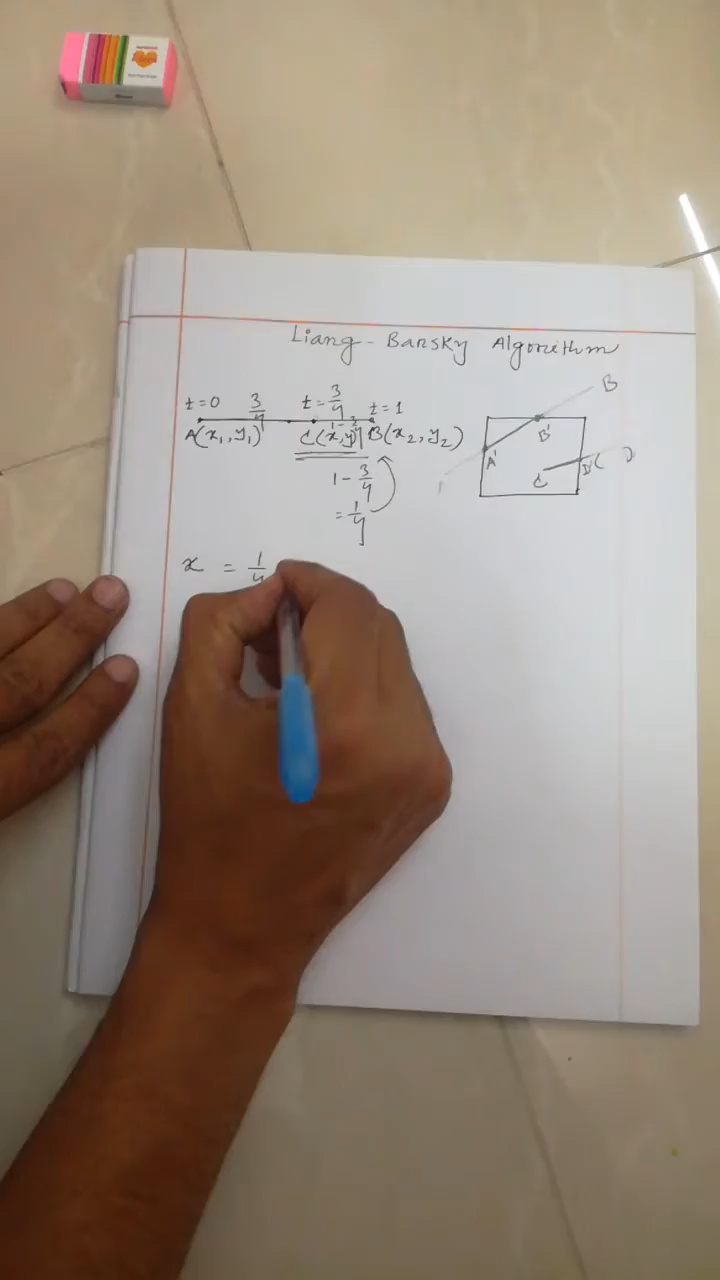 Liang - Barsky Algorithm
t=0 3/4 t=3/4 t=1
A(x₁,y₁) C(x,y) B(x₂,y₂)
1 - 3/4
= 1/4
B
B'
A'
C D' D
x = 1/4